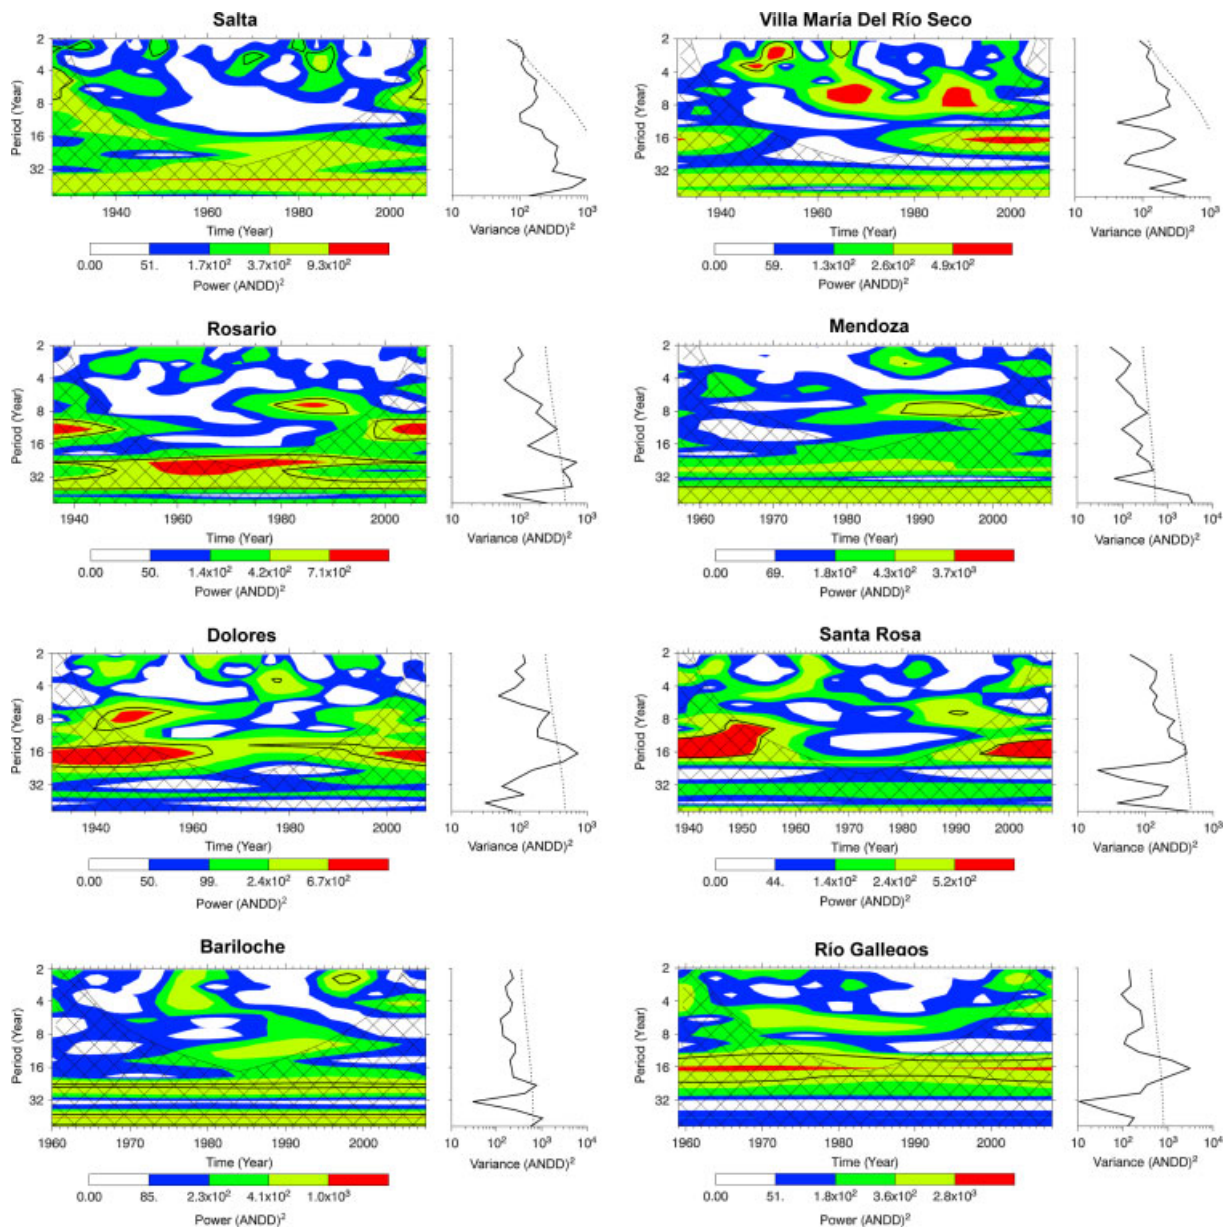 Salta
2
4
8
16
32
Period (Year)
1940 1960 1980 2000
Time (Year)
10 10² 10³
Variance (ANDD)²
0.00 51. 1.7x10² 3.7x10² 9.3x10²
Power (ANDD)²
Villa María Del Río Seco
2
4
8
16
32
Period (Year)
1940 1960 1980 2000
Time (Year)
10 10² 10³
Variance (ANDD)²
0.00 59. 1.3x10² 2.6x10² 4.9x10²
Power (ANDD)²
Rosario
2
4
8
16
32
Period (Year)
1940 1960 1980 2000
Time (Year)
10 10² 10³
Variance (ANDD)²
0.00 50. 1.4x10² 4.2x10² 7.1x10²
Power (ANDD)²
Mendoza
2
4
8
16
32
Period (Year)
1960 1970 1980 1990 2000
Time (Year)
10 10² 10³ 10⁴
Variance (ANDD)²
0.00 69. 1.8x10² 4.3x10² 3.7x10³
Power (ANDD)²
Dolores
2
4
8
16
32
Period (Year)
1940 1960 1980 2000
Time (Year)
10 10² 10³
Variance (ANDD)²
0.00 50. 99. 2.4x10² 6.7x10²
Power (ANDD)²
Santa Rosa
2
4
8
16
32
Period (Year)
1940 1950 1960 1970 1980 1990 2000
Time (Year)
10 10² 10³
Variance (ANDD)²
0.00 44. 1.4x10² 2.4x10² 5.2x10²
Power (ANDD)²
Bariloche
2
4
8
16
32
Period (Year)
1960 1970 1980 1990 2000
Time (Year)
10 10² 10³ 10⁴
Variance (ANDD)²
0.00 85. 2.3x10² 4.1x10² 1.0x10³
Power (ANDD)²
Río Gallegos
2
4
8
16
32
Period (Year)
1960 1970 1980 1990 2000
Time (Year)
10 10² 10³ 10⁴
Variance (ANDD)²
0.00 51. 1.8x10² 3.6x10² 2.8x10³
Power (ANDD)²